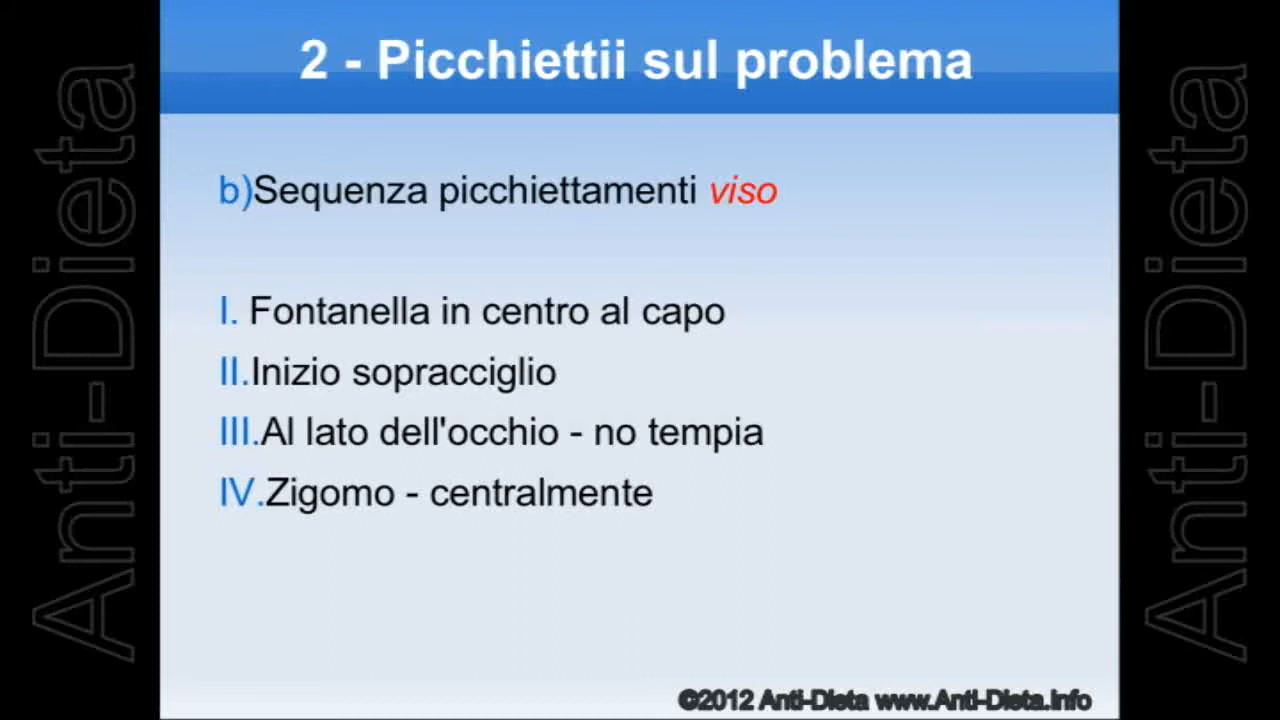 2 - Picchiettii sul problema
b)Sequenza picchiettamenti viso
I. Fontanella in centro al capo
II.Inizio sopracciglio
III.Al lato dell'occhio - no tempia
IV.Zigomo - centralmente
©2012 Anti-Dieta www.Anti-Dieta.info
Anti-Dieta
Anti-Dieta